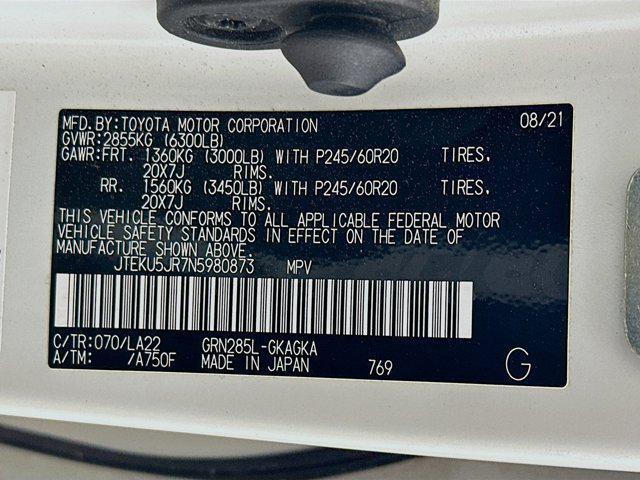 MFD.BY:TOYOTA MOTOR CORPORATION 08/21
GVWR:2855KG (6300LB)
GAWR:FRT. 1360KG (3000LB) WITH P245/60R20 TIRES.
20X7J RIMS.
RR. 1560KG (3450LB) WITH P245/60R20 TIRES.
20X7J RIMS.
THIS VEHICLE CONFORMS TO ALL APPLICABLE FEDERAL MOTOR
VEHICLE SAFETY STANDARDS IN EFFECT ON THE DATE OF
MANUFACTURE SHOWN ABOVE.
JTEKU5JR7N5980873 MPV
C/TR:070/LA22 GRN285L-GKAGKA
A/TM: /A750F MADE IN JAPAN 769 G